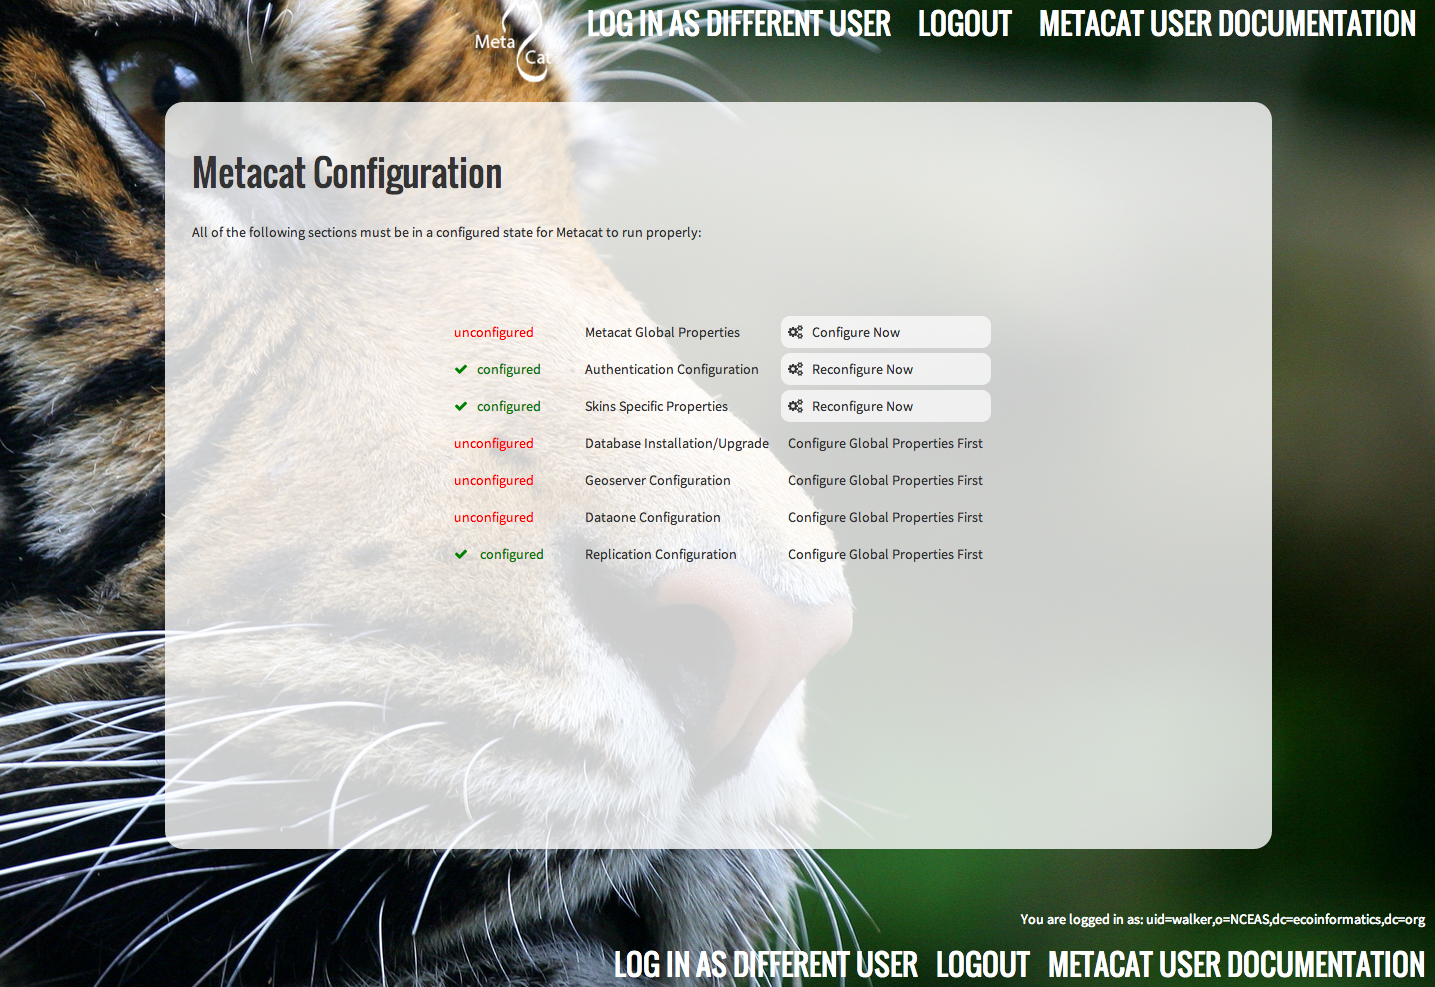 Meta
Cat
LOG IN AS DIFFERENT USER LOGOUT METACAT USER DOCUMENTATION
Metacat Configuration
All of the following sections must be in a configured state for Metacat to run properly:
unconfigured Metacat Global Properties Configure Now
configured Authentication Configuration Reconfigure Now
configured Skins Specific Properties Reconfigure Now
unconfigured Database Installation/Upgrade Configure Global Properties First
unconfigured Geoserver Configuration Configure Global Properties First
unconfigured Dataone Configuration Configure Global Properties First
configured Replication Configuration Configure Global Properties First
You are logged in as: uid=walker,o=NCEAS,dc=ecoinformatics,dc=org
LOG IN AS DIFFERENT USER LOGOUT METACAT USER DOCUMENTATION